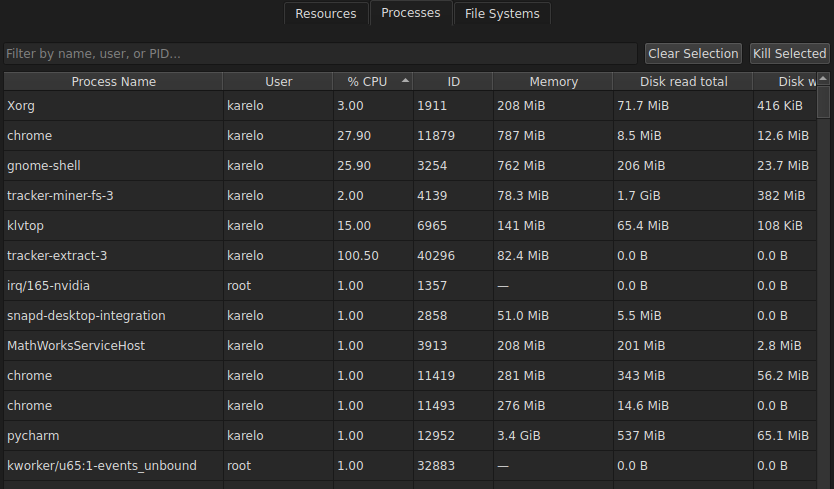 Resources Processes File Systems
Filter by name, user, or PID... Clear Selection Kill Selected
Process Name User % CPU ID Memory Disk read total Disk w
Xorg karelo 3.00 1911 208 MiB 71.7 MiB 416 KiB
chrome karelo 27.90 11879 787 MiB 8.5 MiB 12.6 MiB
gnome-shell karelo 25.90 3254 762 MiB 206 MiB 23.7 MiB
tracker-miner-fs-3 karelo 2.00 4139 78.3 MiB 1.7 GiB 382 MiB
klvtop karelo 15.00 6965 141 MiB 65.4 MiB 108 KiB
tracker-extract-3 karelo 100.50 40296 82.4 MiB 0.0 B 0.0 B
irq/165-nvidia root 1.00 1357 — 0.0 B 0.0 B
snapd-desktop-integration karelo 1.00 2858 51.0 MiB 5.5 MiB 0.0 B
MathWorksServiceHost karelo 1.00 3913 208 MiB 201 MiB 2.8 MiB
chrome karelo 1.00 11419 281 MiB 343 MiB 56.2 MiB
chrome karelo 1.00 11493 276 MiB 14.6 MiB 0.0 B
pycharm karelo 1.00 12952 3.4 GiB 537 MiB 65.1 MiB
kworker/u65:1-events_unbound root 1.00 32883 — 0.0 B 0.0 B